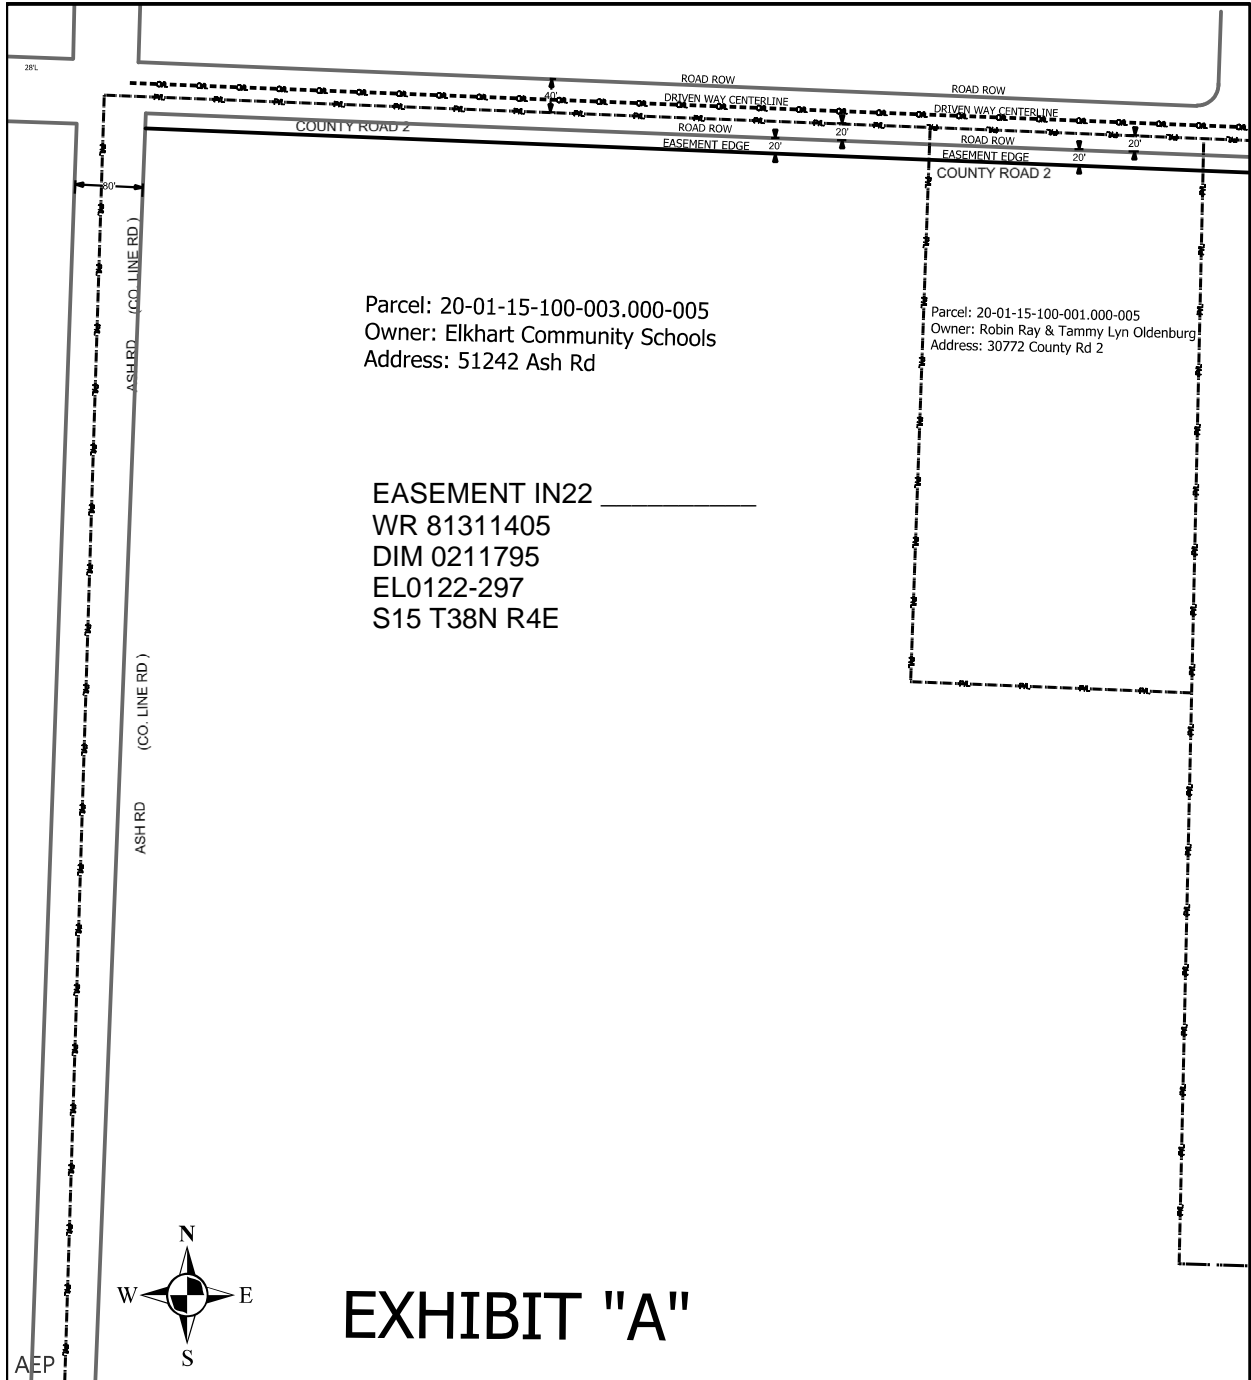 28'L
ROAD ROW
ROAD ROW
40'
DRIVEN WAY CENTERLINE
DRIVEN WAY CENTERLINE
COUNTY ROAD 2
ROAD ROW
20'
ROAD ROW
20'
EASEMENT EDGE
20'
EASEMENT EDGE
20'
COUNTY ROAD 2
80'
(CO. LINE RD )
ASH RD
Parcel: 20-01-15-100-003.000-005
Owner: Elkhart Community Schools
Address: 51242 Ash Rd
Parcel: 20-01-15-100-001.000-005
Owner: Robin Ray & Tammy Lyn Oldenburg
Address: 30772 County Rd 2
EASEMENT IN22 __________
WR 81311405
DIM 0211795
EL0122-297
S15 T38N R4E
(CO. LINE RD )
ASH RD
N
W E
S
EXHIBIT "A"
AEP